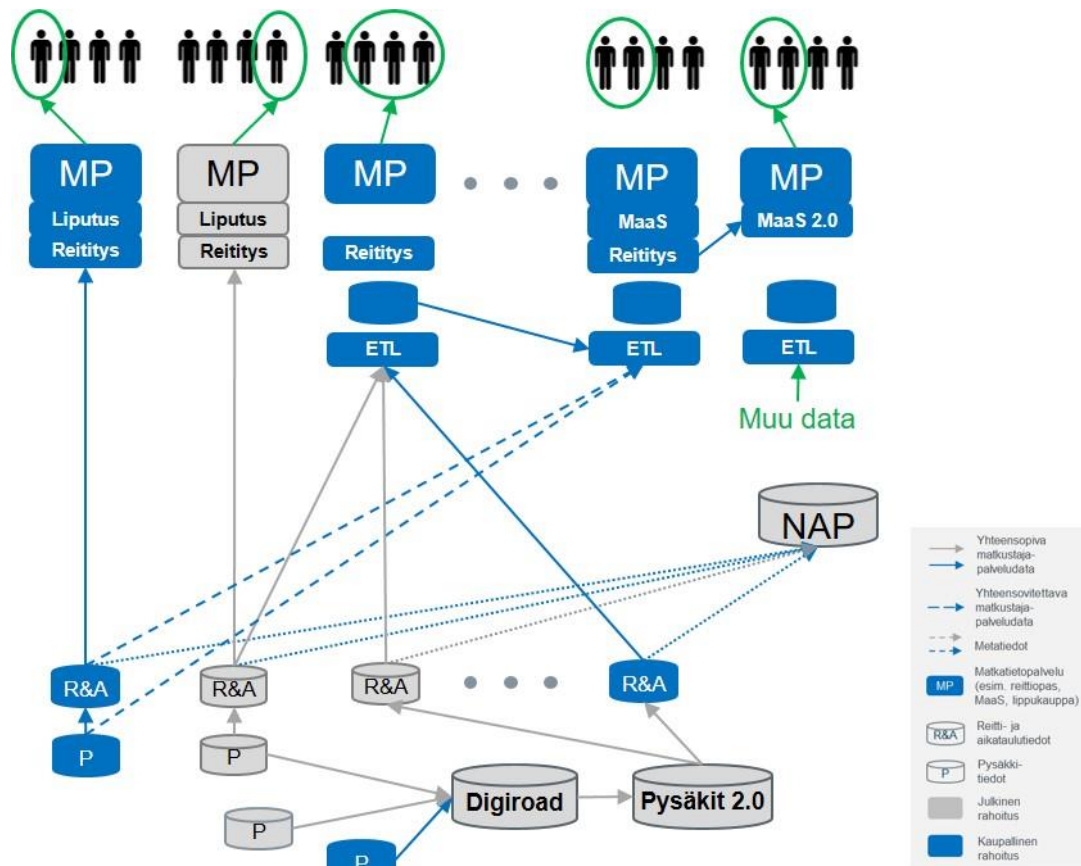 MP
Liputus
Reititys
MP
Liputus
Reititys
MP
Reititys
ETL
MP
MaaS
Reititys
ETL
MP
MaaS 2.0
ETL
Muu data
NAP
R&A
R&A
R&A
R&A
P
P
P
P
Digiroad
Pysäkit 2.0
Yhteensopiva
matkustaja-
palveludata
Yhteensovitettava
matkustaja-
palveludata
Metatiedot
MP
Matkatietopalvelu
(esim. reittiopas,
MaaS, lippukauppa)
R&A
Reitti- ja
aikataulutiedot
P
Pysäkki-
tiedot
Julkinen
rahoitus
Kaupallinen
rahoitus